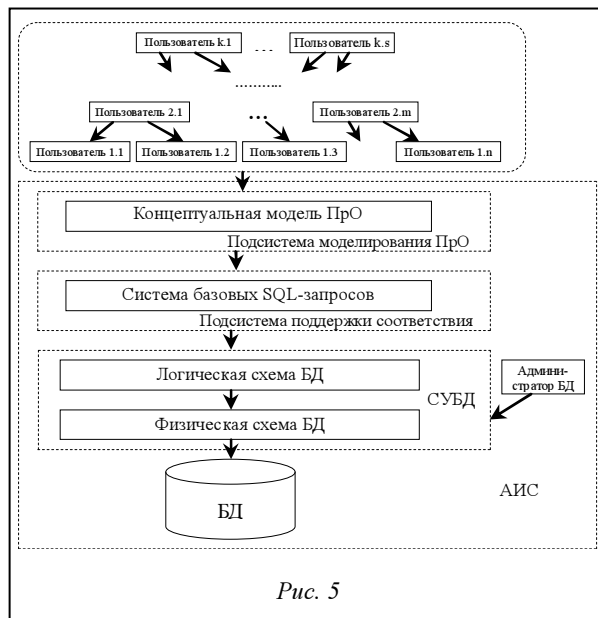 Пользователь k.1 ... Пользователь k.s
..........
Пользователь 2.1 ... Пользователь 2.m
Пользователь 1.1 Пользователь 1.2 Пользователь 1.3 Пользователь 1.n
Концептуальная модель ПрО
Подсистема моделирования ПрО
Система базовых SQL-запросов
Подсистема поддержки соответствия
Логическая схема БД
СУБД
Физическая схема БД
Админи-
стратор БД
БД
АИС
Рис. 5